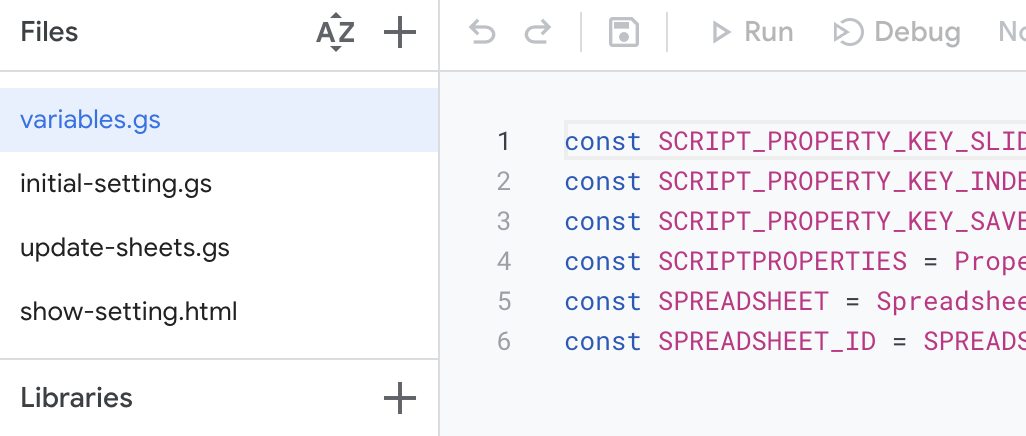 Files AZ
Run Debug No
variables.gs
initial-setting.gs
update-sheets.gs
show-setting.html
Libraries
1 const SCRIPT_PROPERTY_KEY_SLID
2 const SCRIPT_PROPERTY_KEY_INDE
3 const SCRIPT_PROPERTY_KEY_SAVE
4 const SCRIPTPROPERTIES = Prope
5 const SPREADSHEET = Spreadshee
6 const SPREADSHEET_ID = SPREADS